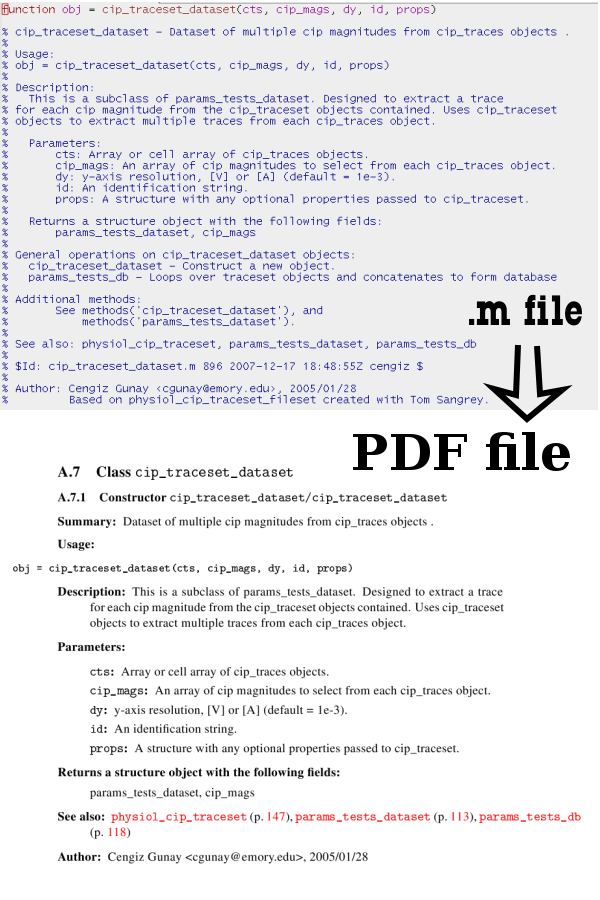 function obj = cip_traceset_dataset(cts, cip_mags, dy, id, props)
% cip_traceset_dataset - Dataset of multiple cip magnitudes from cip_traces objects .
%
% Usage:
% obj = cip_traceset_dataset(cts, cip_mags, dy, id, props)
%
% Description:
%   This is a subclass of params_tests_dataset. Designed to extract a trace
% for each cip magnitude from the cip_traceset objects contained. Uses cip_traceset
% objects to extract multiple traces from each cip_traces object.
%
%   Parameters:
%       cts: Array or cell array of cip_traces objects.
%       cip_mags: An array of cip magnitudes to select from each cip_traces object.
%       dy: y-axis resolution, [V] or [A] (default = 1e-3).
%       id: An identification string.
%       props: A structure with any optional properties passed to cip_traceset.
%
%   Returns a structure object with the following fields:
%       params_tests_dataset, cip_mags
%
% General operations on cip_traceset_dataset objects:
%   cip_traceset_dataset - Construct a new object.
%   params_tests_db - Loops over traceset objects and concatenates to form database
%
% Additional methods:
%       See methods('cip_traceset_dataset'), and
%           methods('params_tests_dataset').
%
% See also: physiol_cip_traceset, params_tests_dataset, params_tests_db
%
% $Id: cip_traceset_dataset.m 896 2007-12-17 18:48:55Z cengiz $
%
% Author: Cengiz Gunay <cgunay@emory.edu>, 2005/01/28
%         Based on physiol_cip_traceset_fileset created with Tom Sangrey.
.m file
PDF file
A.7 Class cip_traceset_dataset
A.7.1 Constructor cip_traceset_dataset/cip_traceset_dataset
Summary: Dataset of multiple cip magnitudes from cip_traces objects .
Usage:
obj = cip_traceset_dataset(cts, cip_mags, dy, id, props)
Description: This is a subclass of params_tests_dataset. Designed to extract a trace
for each cip magnitude from the cip_traceset objects contained. Uses cip_traceset
objects to extract multiple traces from each cip_traces object.
Parameters:
cts: Array or cell array of cip_traces objects.
cip_mags: An array of cip magnitudes to select from each cip_traces object.
dy: y-axis resolution, [V] or [A] (default = 1e-3).
id: An identification string.
props: A structure with any optional properties passed to cip_traceset.
Returns a structure object with the following fields:
params_tests_dataset, cip_mags
See also: physiol_cip_traceset (p. 147), params_tests_dataset (p. 113), params_tests_db
(p. 118)
Author: Cengiz Gunay <cgunay@emory.edu>, 2005/01/28